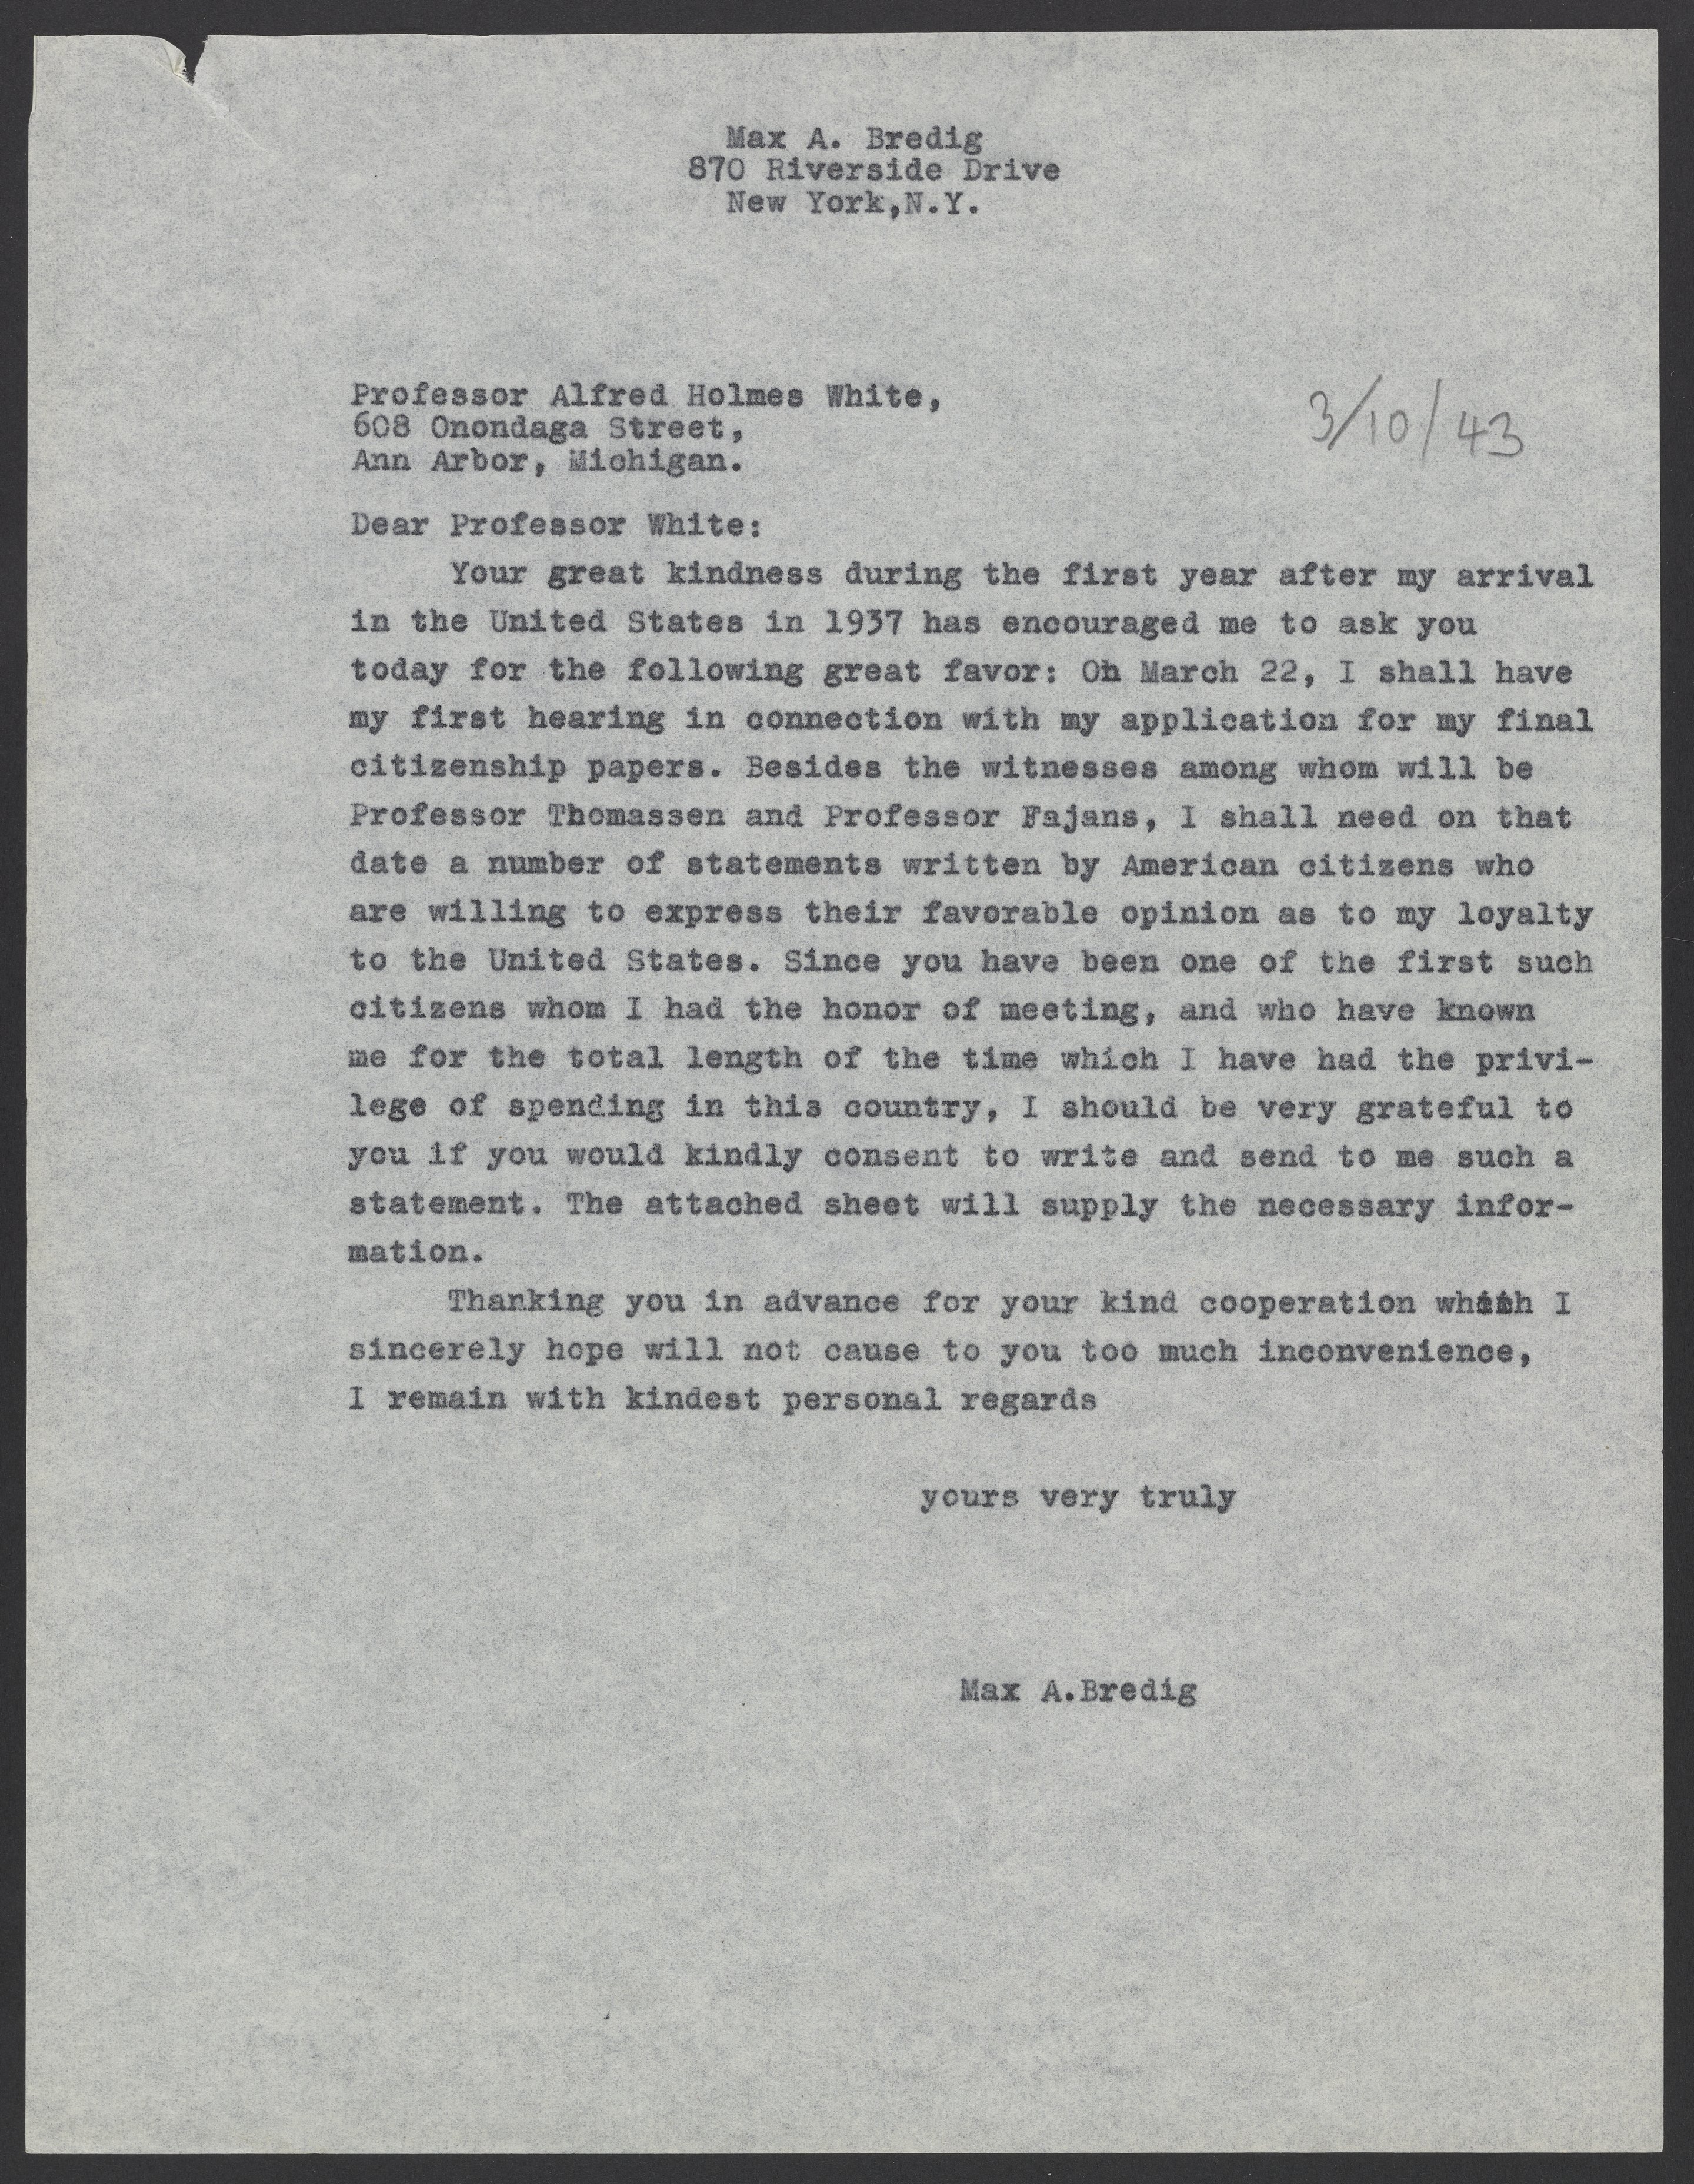 Max A. Bredig
870 Riverside Drive
New York,N.Y.
Professor Alfred Holmes White,
3/10/43
608 Onondaga Street,
Ann Arbor, Michigan.
Dear Professor White:
Your great kindness during the first year after my arrival
in the United States in 1937 has encouraged me to ask you
today for the following great favor: On March 22, I shall have
my first hearing in connection with my application for my final
citizenship papers. Besides the witnesses among whom will be
Professor Thomassen and Professor Fajans, I shall need on that
date a number of statements written by American citizens who
are willing to express their favorable opinion as to my loyalty
to the United States. Since you have been one of the first such
citizens whom I had the honor of meeting, and who have known
me for the total length of the time which I have had the privi-
lege of spending in this country, I should be very grateful to
you if you would kindly consent to write and send to me such a
statement. The attached sheet will supply the necessary infor-
mation.
Thanking you in advance for your kind cooperation which I
sincerely hope will not cause to you too much inconvenience,
I remain with kindest personal regards
yours very truly
Max A.Bredig